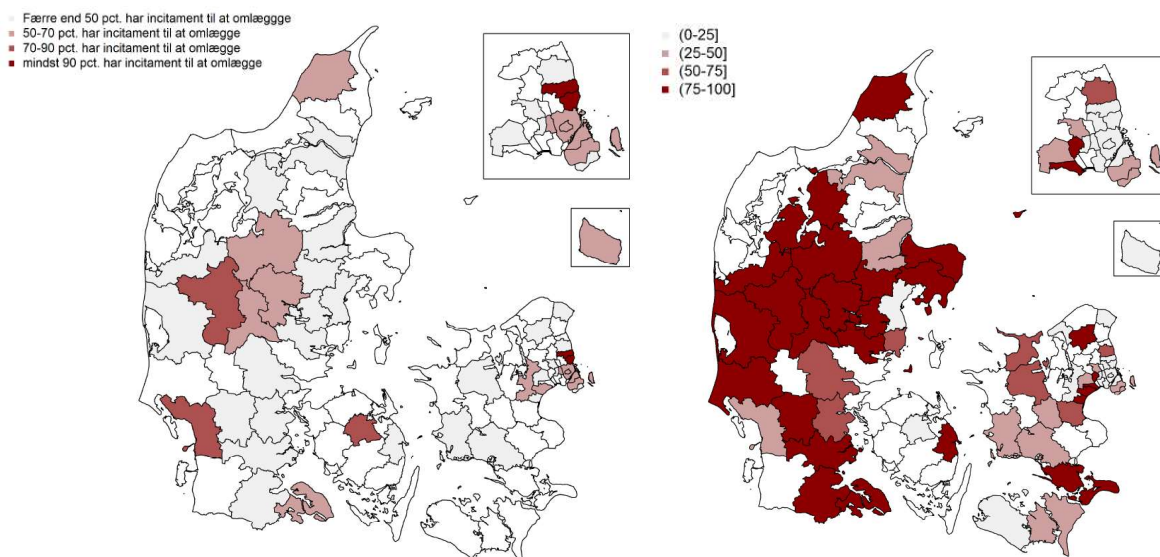 Færre end 50 pct. har incitament til at omlæggge
50-70 pct. har incitament til at omlægge
70-90 pct. har incitament til at omlægge
mindst 90 pct. har incitament til at omlægge
(0-25]
(25-50]
(50-75]
(75-100]